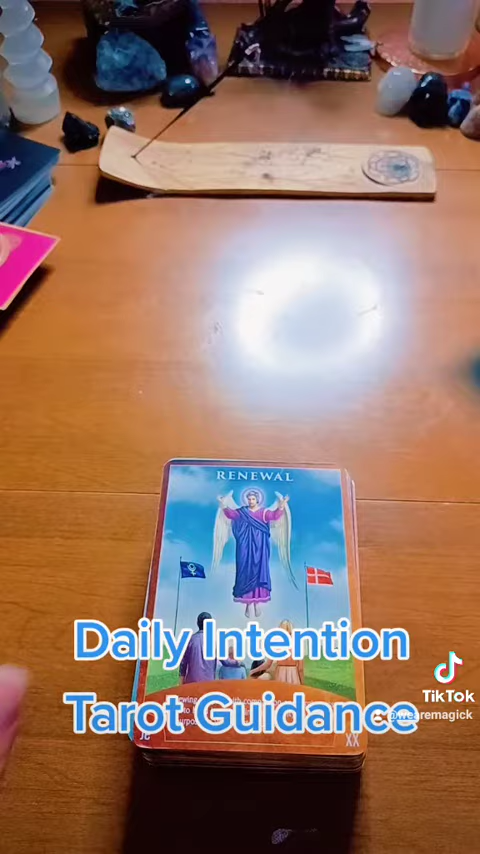 RENEWAL
Daily Intention
Tarot Guidance
TikTok
@wearemagick
XX